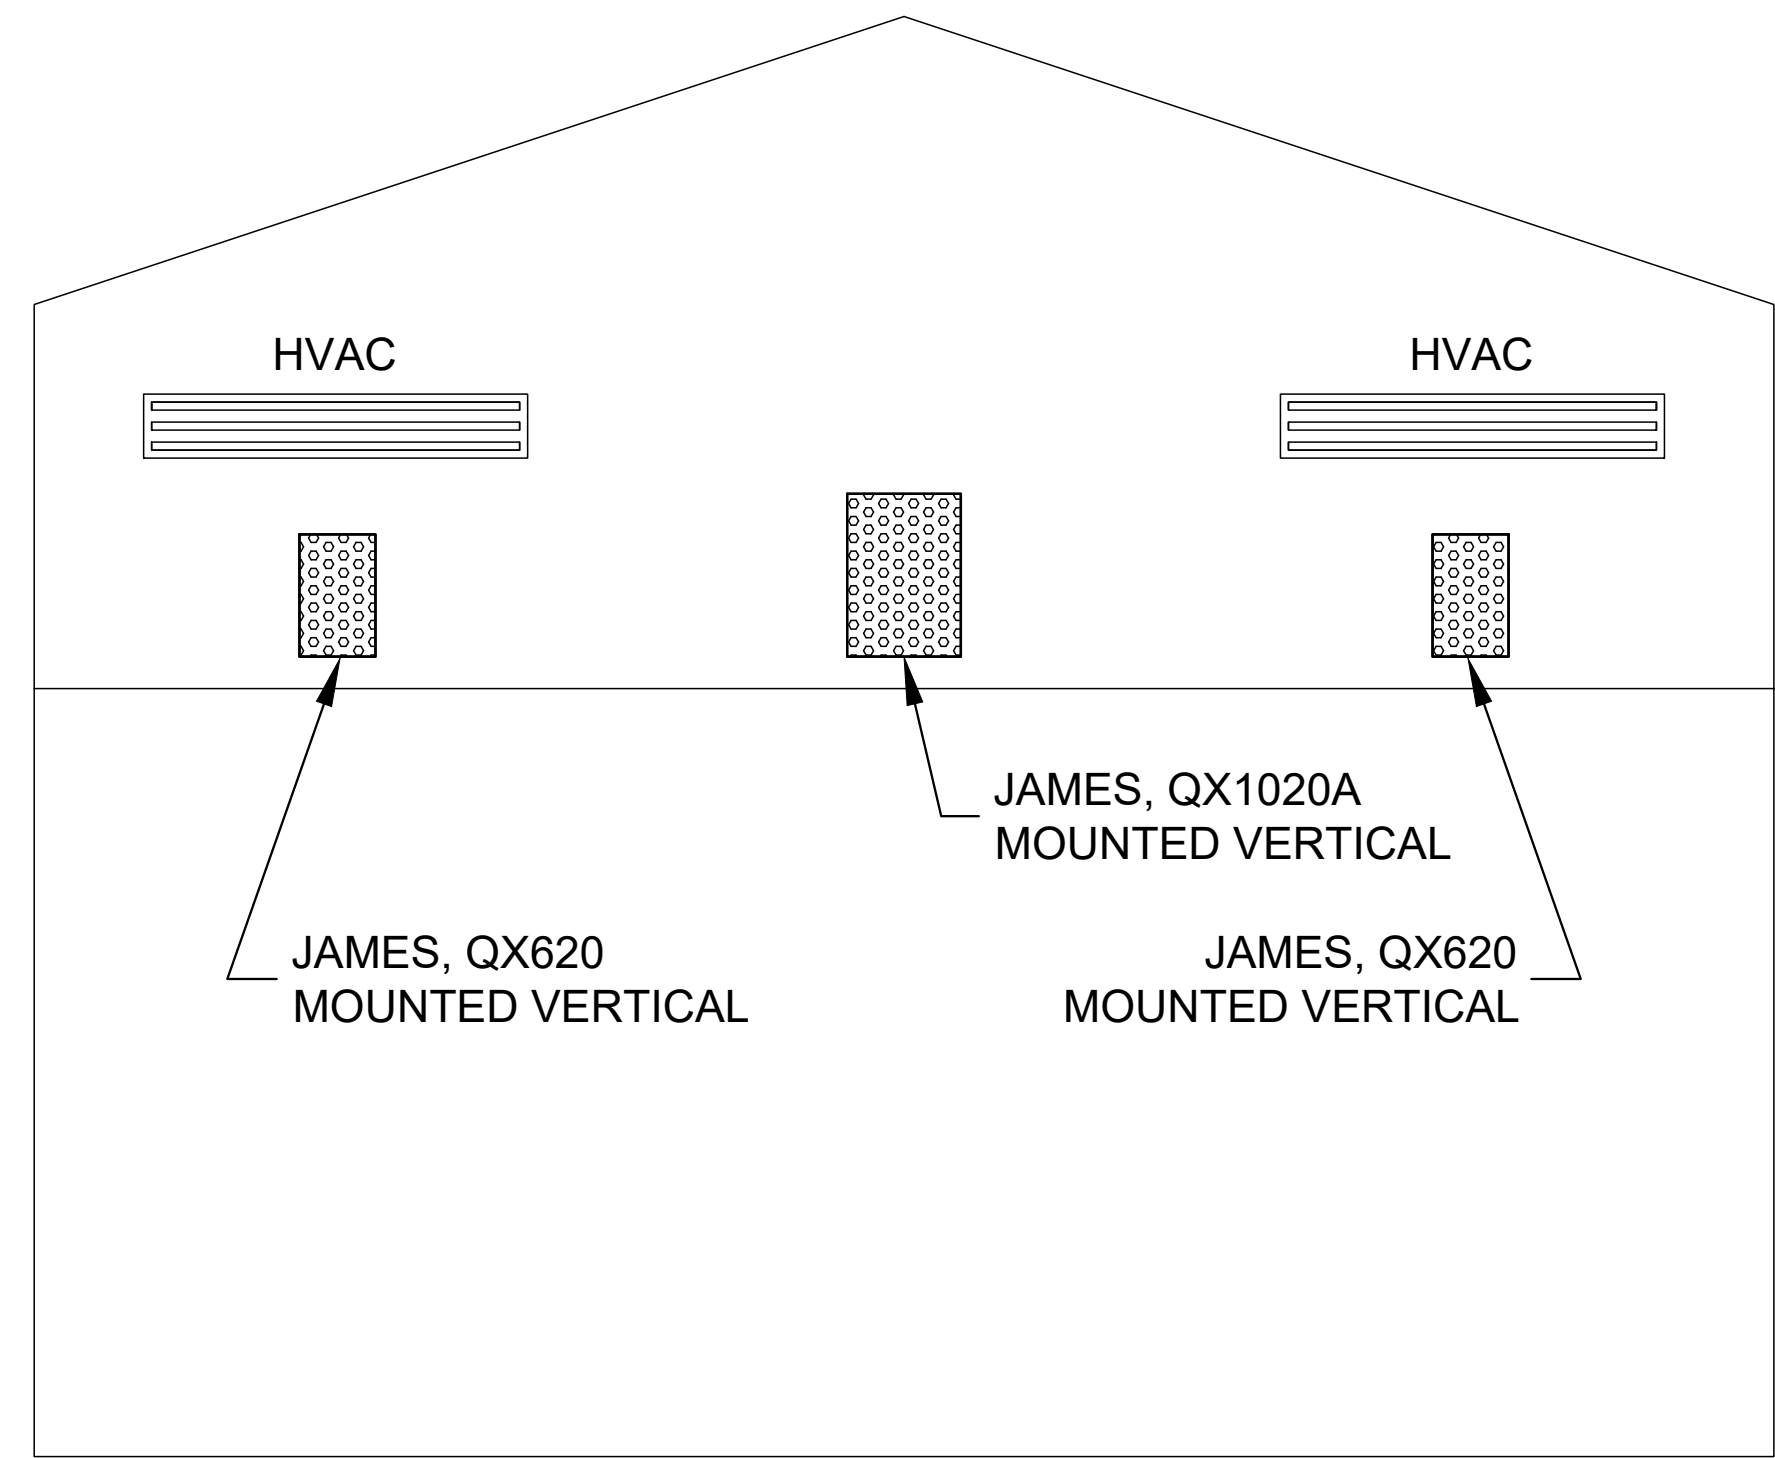 HVAC
HVAC
JAMES, QX1020A
MOUNTED VERTICAL
JAMES, QX620
MOUNTED VERTICAL
JAMES, QX620
MOUNTED VERTICAL